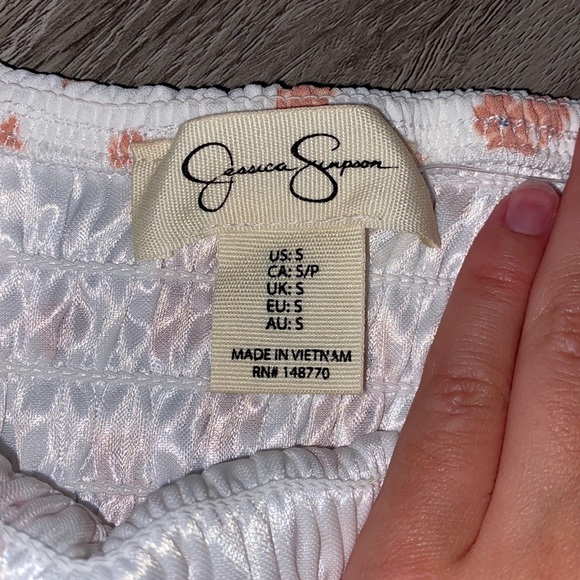 Jessica Simpson
US: S
CA: S/P
UK: S
EU: S
AU: S
MADE IN VIETNAM
RN# 148770